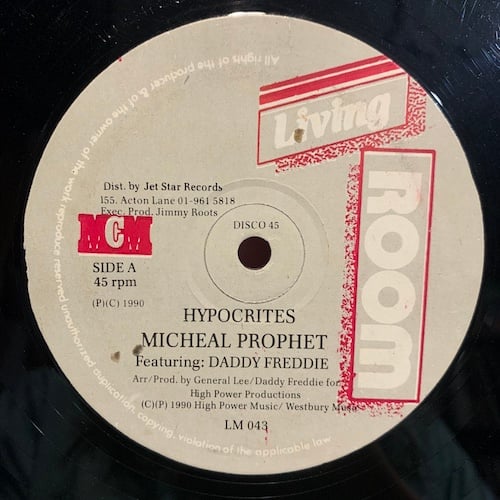 All rights of the producer & of the owner of the work reproduce reserved unauthorised duplication, copying, violation of the applicable law
Living
ROOM
Dist. by Jet Star Records
155. Acton Lane 01-961 5818
Exec. Prod. Jimmy Roots
MCM
DISCO 45
SIDE A
45 rpm
(P)(C) 1990
HYPOCRITES
MICHEAL PROPHET
Featuring: DADDY FREDDIE
Arr/Prod. by General Lee/Daddy Freddie for
High Power Productions
(C)(P) 1990 High Power Music/ Westbury Music
LM 043